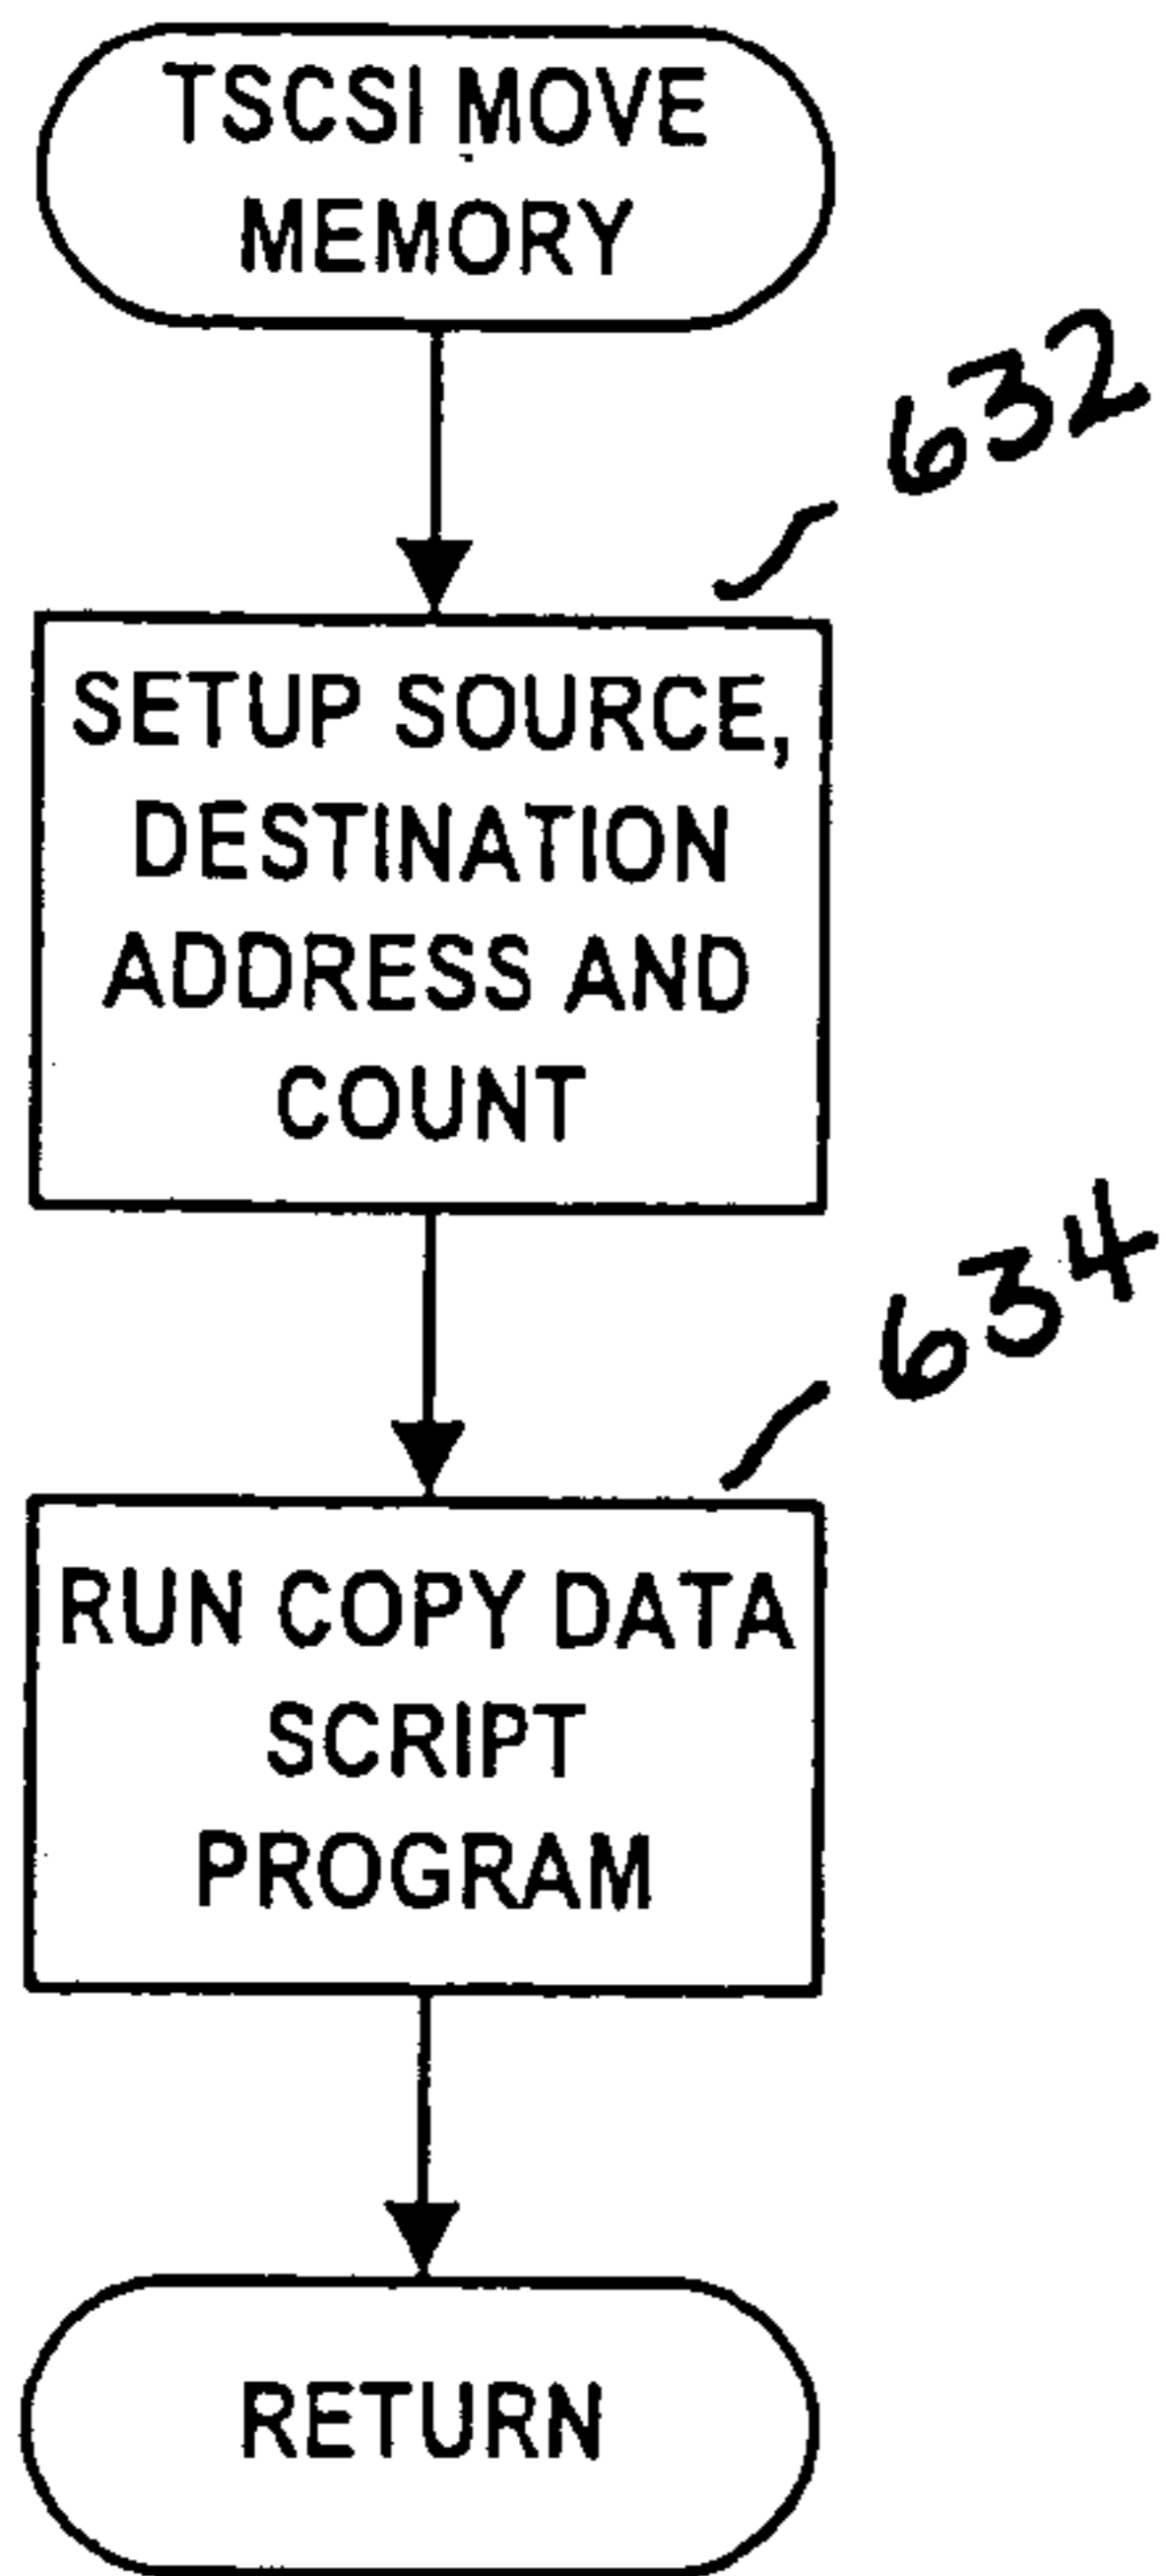 TSCSI MOVE
MEMORY
632
SETUP SOURCE,
DESTINATION
ADDRESS AND
COUNT
634
RUN COPY DATA
SCRIPT
PROGRAM
RETURN